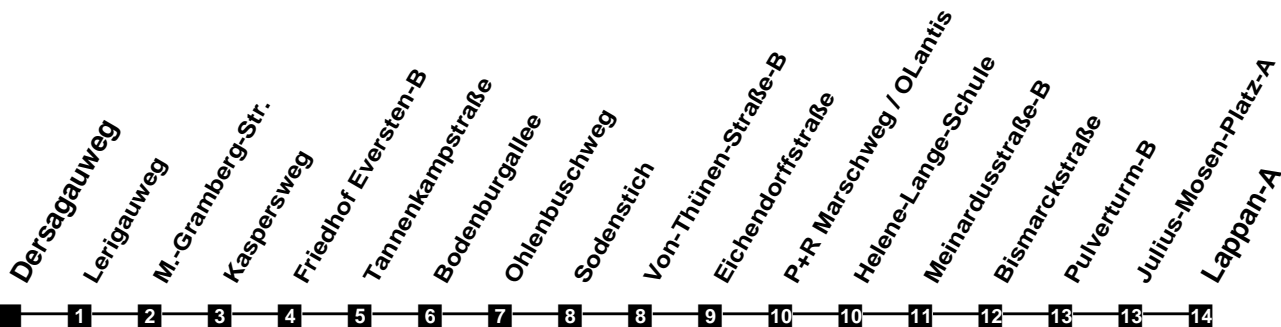 Dersagauweg
Lerigauweg
M.-Gramberg-Str.
Kaspersweg
Friedhof Eversten-B
Tannenkampstraße
Bodenburgallee
Ohlenbuschweg
Sodenstich
Von-Thünen-Straße-B
Eichendorffstraße
P+R Marschweg / OLantis
Helene-Lange-Schule
Meinardusstraße-B
Bismarckstraße
Pulverturm-B
Julius-Mosen-Platz-A
Lappan-A
1 2 3 4 5 6 7 8 8 9 10 10 11 12 13 13 14